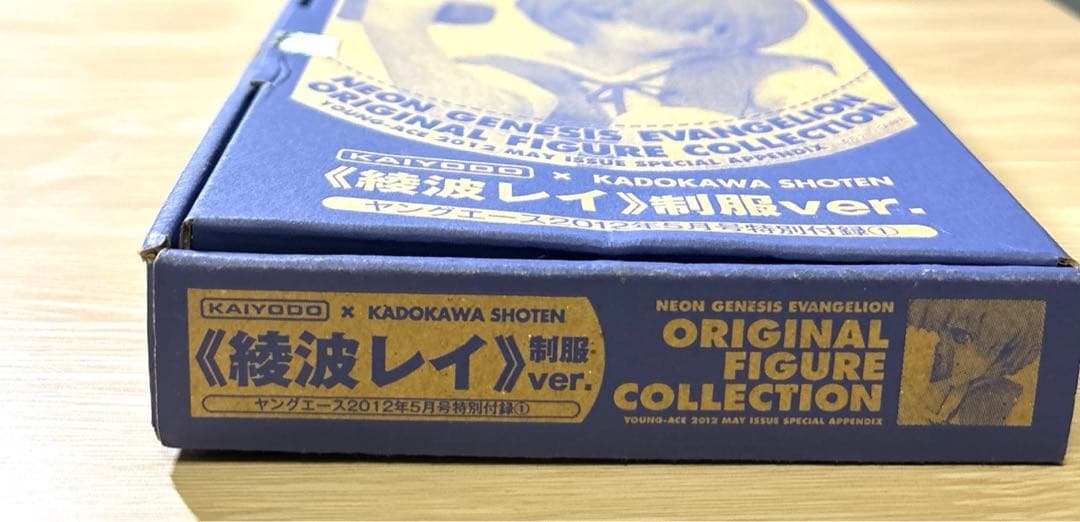 NEON GENESIS EVANGELION
ORIGINAL FIGURE COLLECTION
YOUNG-ACE 2012 MAY ISSUE SPECIAL APPENDIX
KAIYODO × KADOKAWA SHOTEN
《綾波レイ》制服ver.
ヤングエース2012年5月号特別付録①
KAIYODO × KADOKAWA SHOTEN
《綾波レイ》制服ver.
ヤングエース2012年5月号特別付録①
NEON GENESIS EVANGELION
ORIGINAL
FIGURE
COLLECTION
YOUNG-ACE 2012 MAY ISSUE SPECIAL APPENDIX